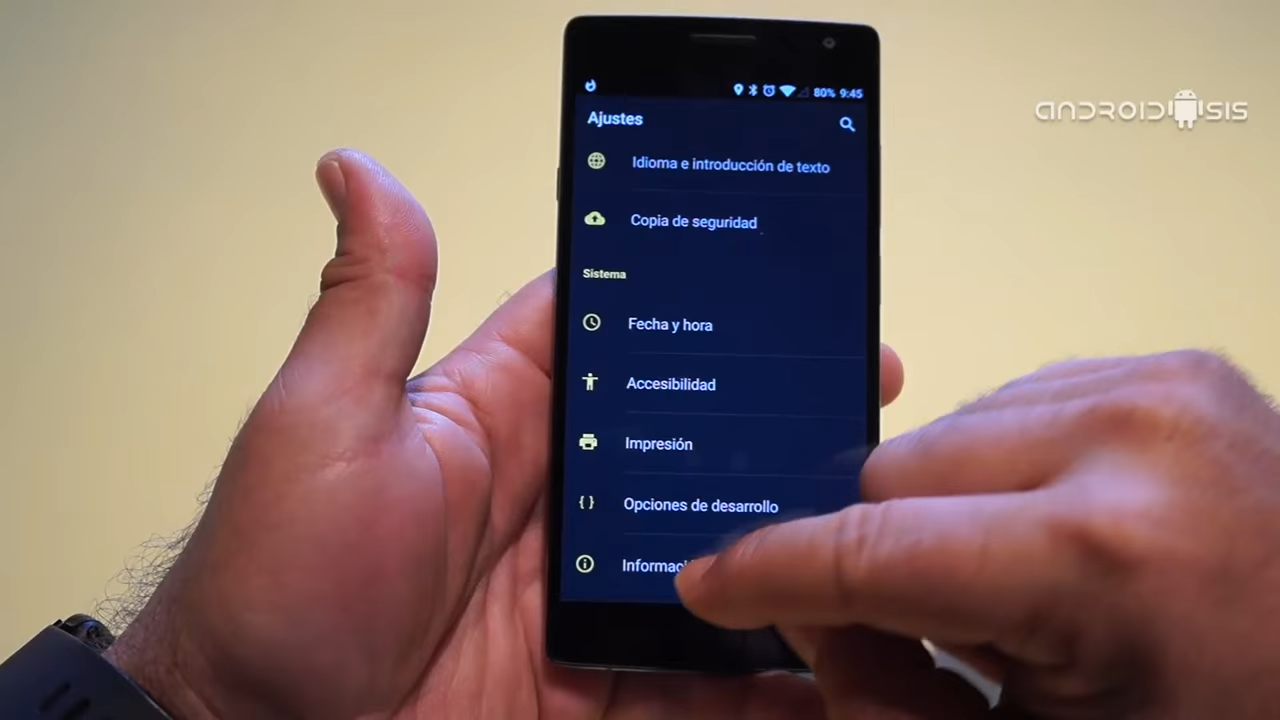 ANDROIDSIS
80% 9:45
Ajustes
Idioma e introducción de texto
Copia de seguridad
Sistema
Fecha y hora
Accesibilidad
Impresión
{ } Opciones de desarrollo